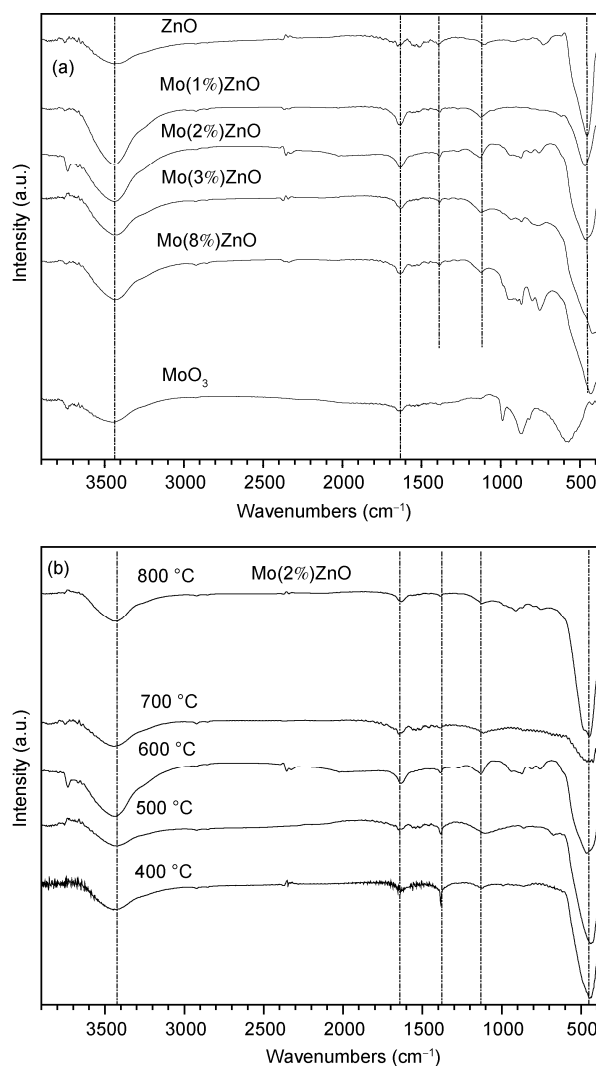 ZnO
(a)
Mo(1%)ZnO
Mo(2%)ZnO
Mo(3%)ZnO
Mo(8%)ZnO
MoO₃
Intensity (a.u.)
3500 3000 2500 2000 1500 1000 500
Wavenumbers (cm⁻¹)
(b)
800 °C Mo(2%)ZnO
700 °C
600 °C
500 °C
400 °C
Intensity (a.u.)
3500 3000 2500 2000 1500 1000 500
Wavenumbers (cm⁻¹)